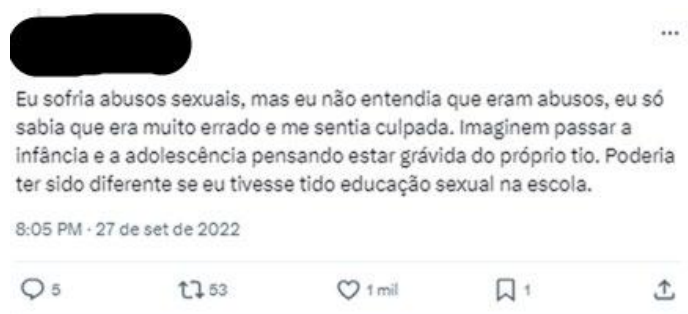 Eu sofria abusos sexuais, mas eu não entendia que eram abusos, eu só
sabia que era muito errado e me sentia culpada. Imaginem passar a
infância e a adolescência pensando estar grávida do próprio tio. Poderia
ter sido diferente se eu tivesse tido educação sexual na escola.
8:05 PM · 27 de set de 2022
5 53 1 mil 1